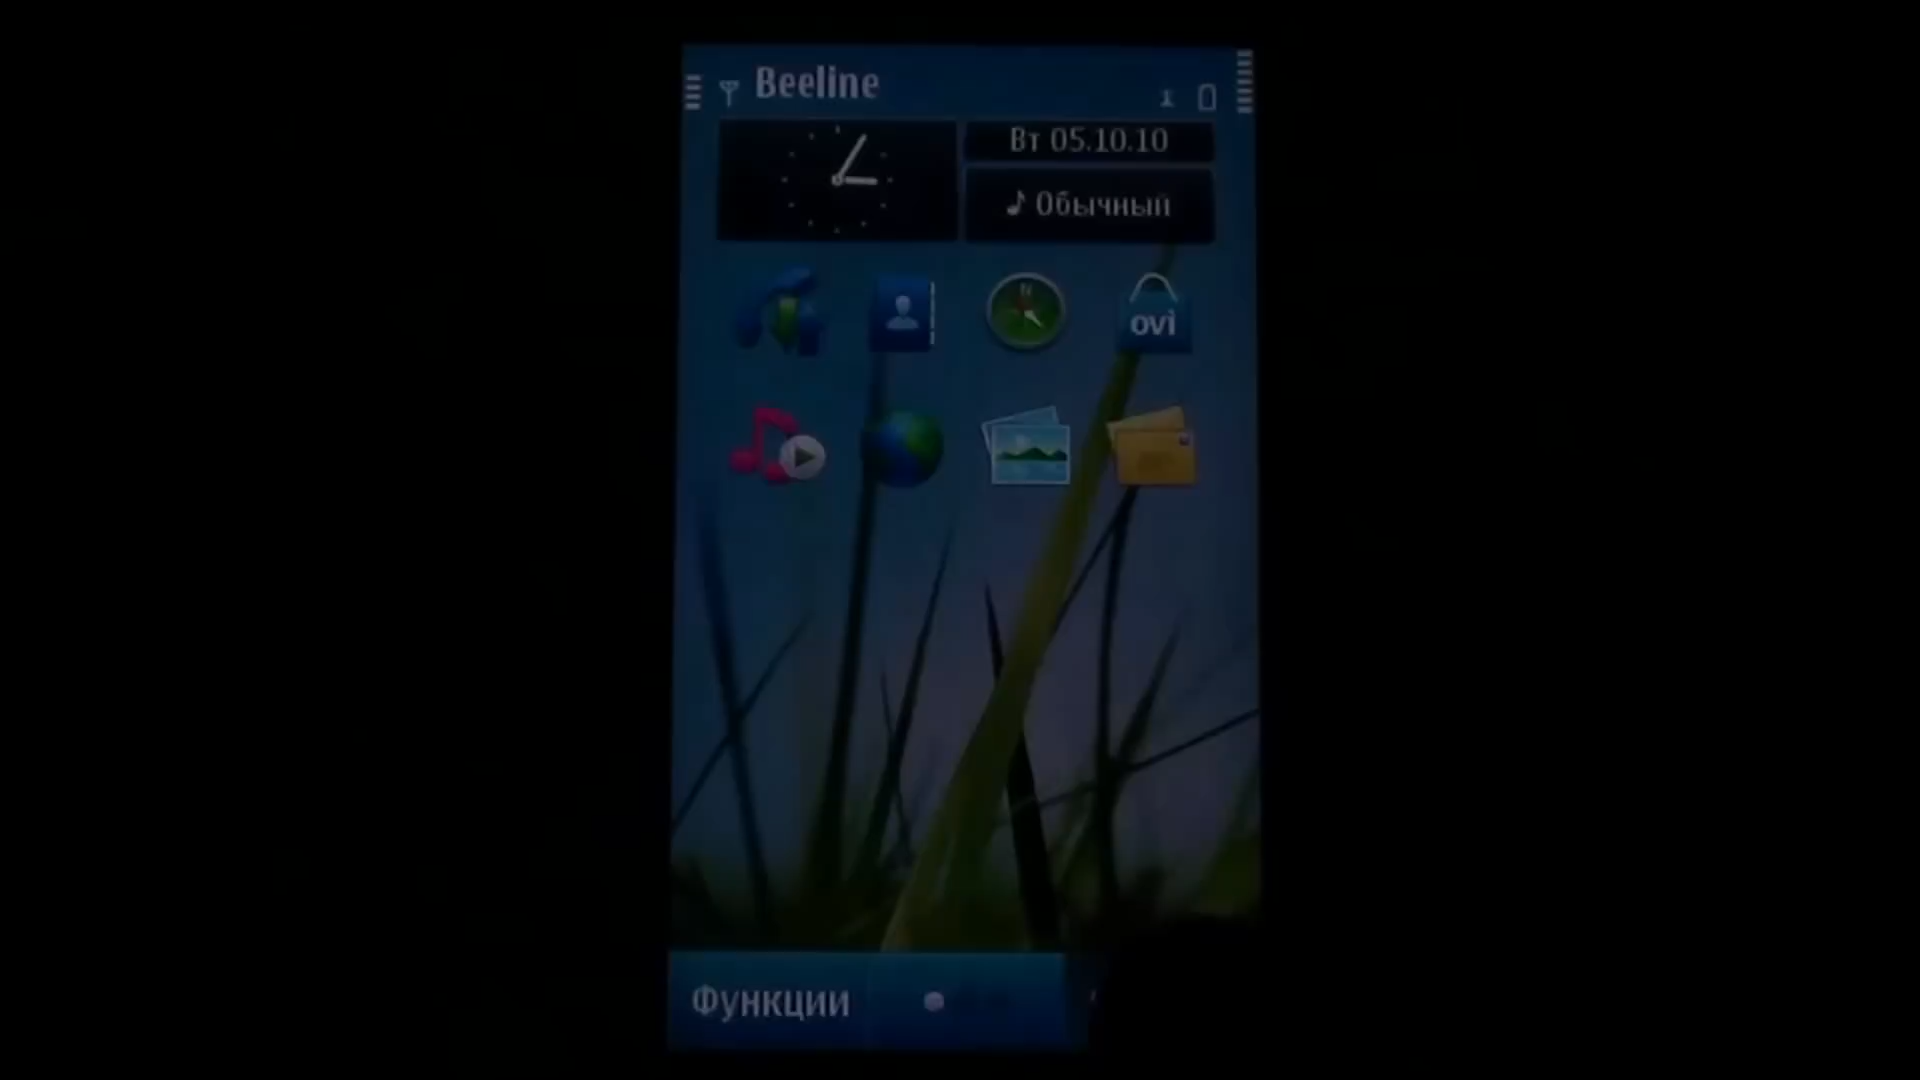 Beeline
Вт 05.10.10
Обычный
N
ovi
Функции